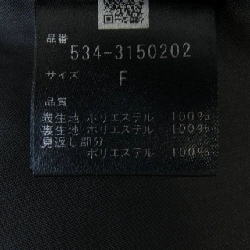 品番
534-3150202
サイズ
F
品質
表生地 ポリエステル 100%
裏生地 ポリエステル 100%
見返し部分
ポリエステル 100%